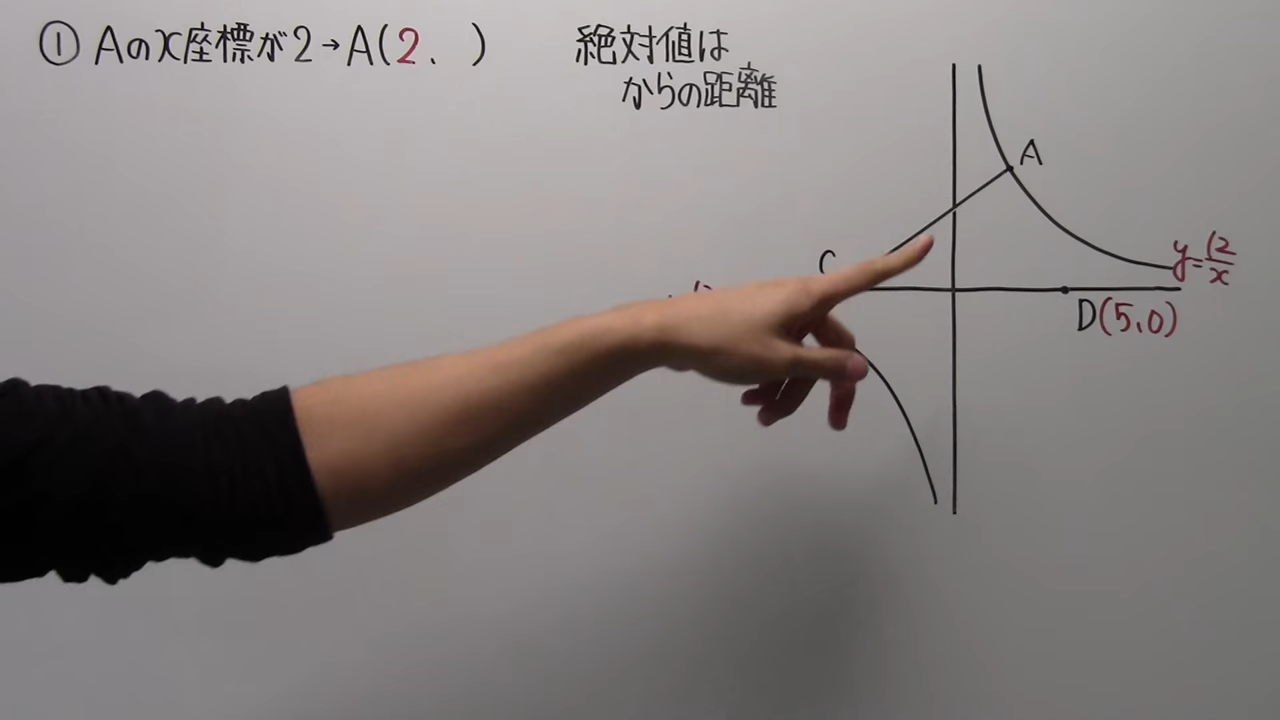 ① Aのx座標が2→A(2、 )
絶対値は
からの距離
A
C
y=12/x
D(5、0)